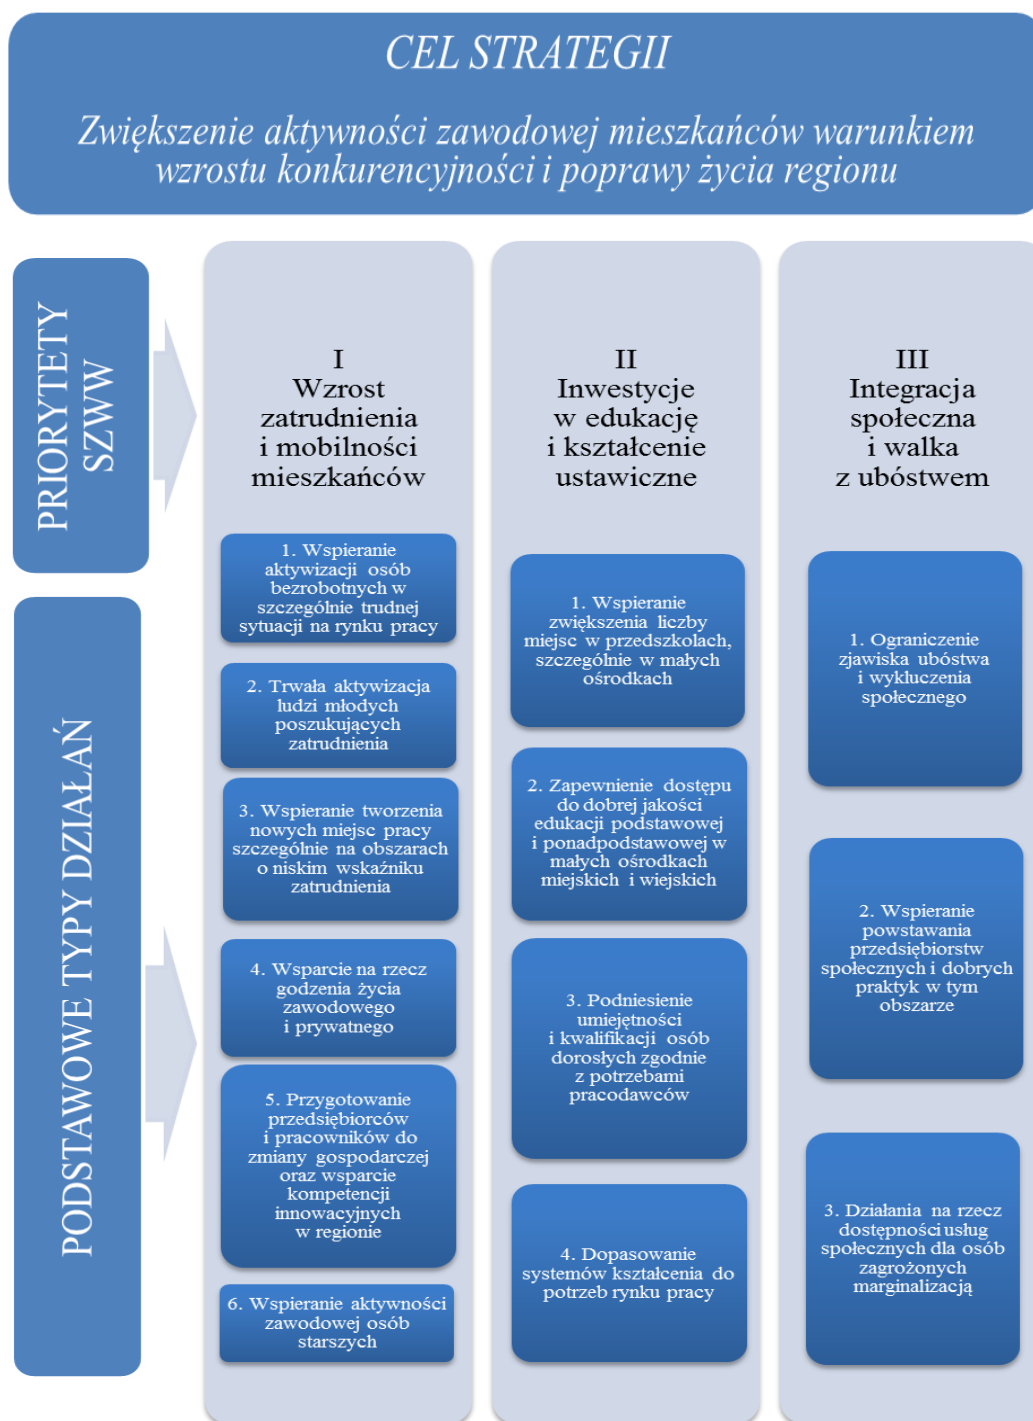 CEL STRATEGII
Zwiększenie aktywności zawodowej mieszkańców warunkiem
wzrostu konkurencyjności i poprawy życia regionu
PRIORYTETY
SZWW
I
Wzrost
zatrudnienia
i mobilności
mieszkańców
II
Inwestycje
w edukację
i kształcenie
ustawiczne
III
Integracja
społeczna
i walka
z ubóstwem
PODSTAWOWE TYPY DZIAŁAŃ
1. Wspieranie
aktywizacji osób
bezrobotnych w
szczególnie trudnej
sytuacji na rynku pracy
2. Trwała aktywizacja
ludzi młodych
poszukujących
zatrudnienia
3. Wspieranie tworzenia
nowych miejsc pracy
szczególnie na obszarach
o niskim wskaźniku
zatrudnienia
4. Wsparcie na rzecz
godzenia życia
zawodowego
i prywatnego
5. Przygotowanie
przedsiębiorców
i pracowników do
zmiany gospodarczej
oraz wsparcie
kompetencji
innowacyjnych
w regionie
6. Wspieranie aktywności
zawodowej osób
starszych
1. Wspieranie
zwiększenia liczby
miejsc w przedszkolach,
szczególnie w małych
ośrodkach
2. Zapewnienie dostępu
do dobrej jakości
edukacji podstawowej
i ponadpodstawowej w
małych ośrodkach
miejskich i wiejskich
3. Podniesienie
umiejętności
i kwalifikacji osób
dorosłych zgodnie
z potrzebami
pracodawców
4. Dopasowanie
systemów kształcenia do
potrzeb rynku pracy
1. Ograniczenie
zjawiska ubóstwa
i wykluczenia
społecznego
2. Wspieranie
powstawania
przedsiębiorstw
społecznych i dobrych
praktyk w tym
obszarze
3. Działania na rzecz
dostępności usług
społecznych dla osób
zagrożonych
marginalizacją